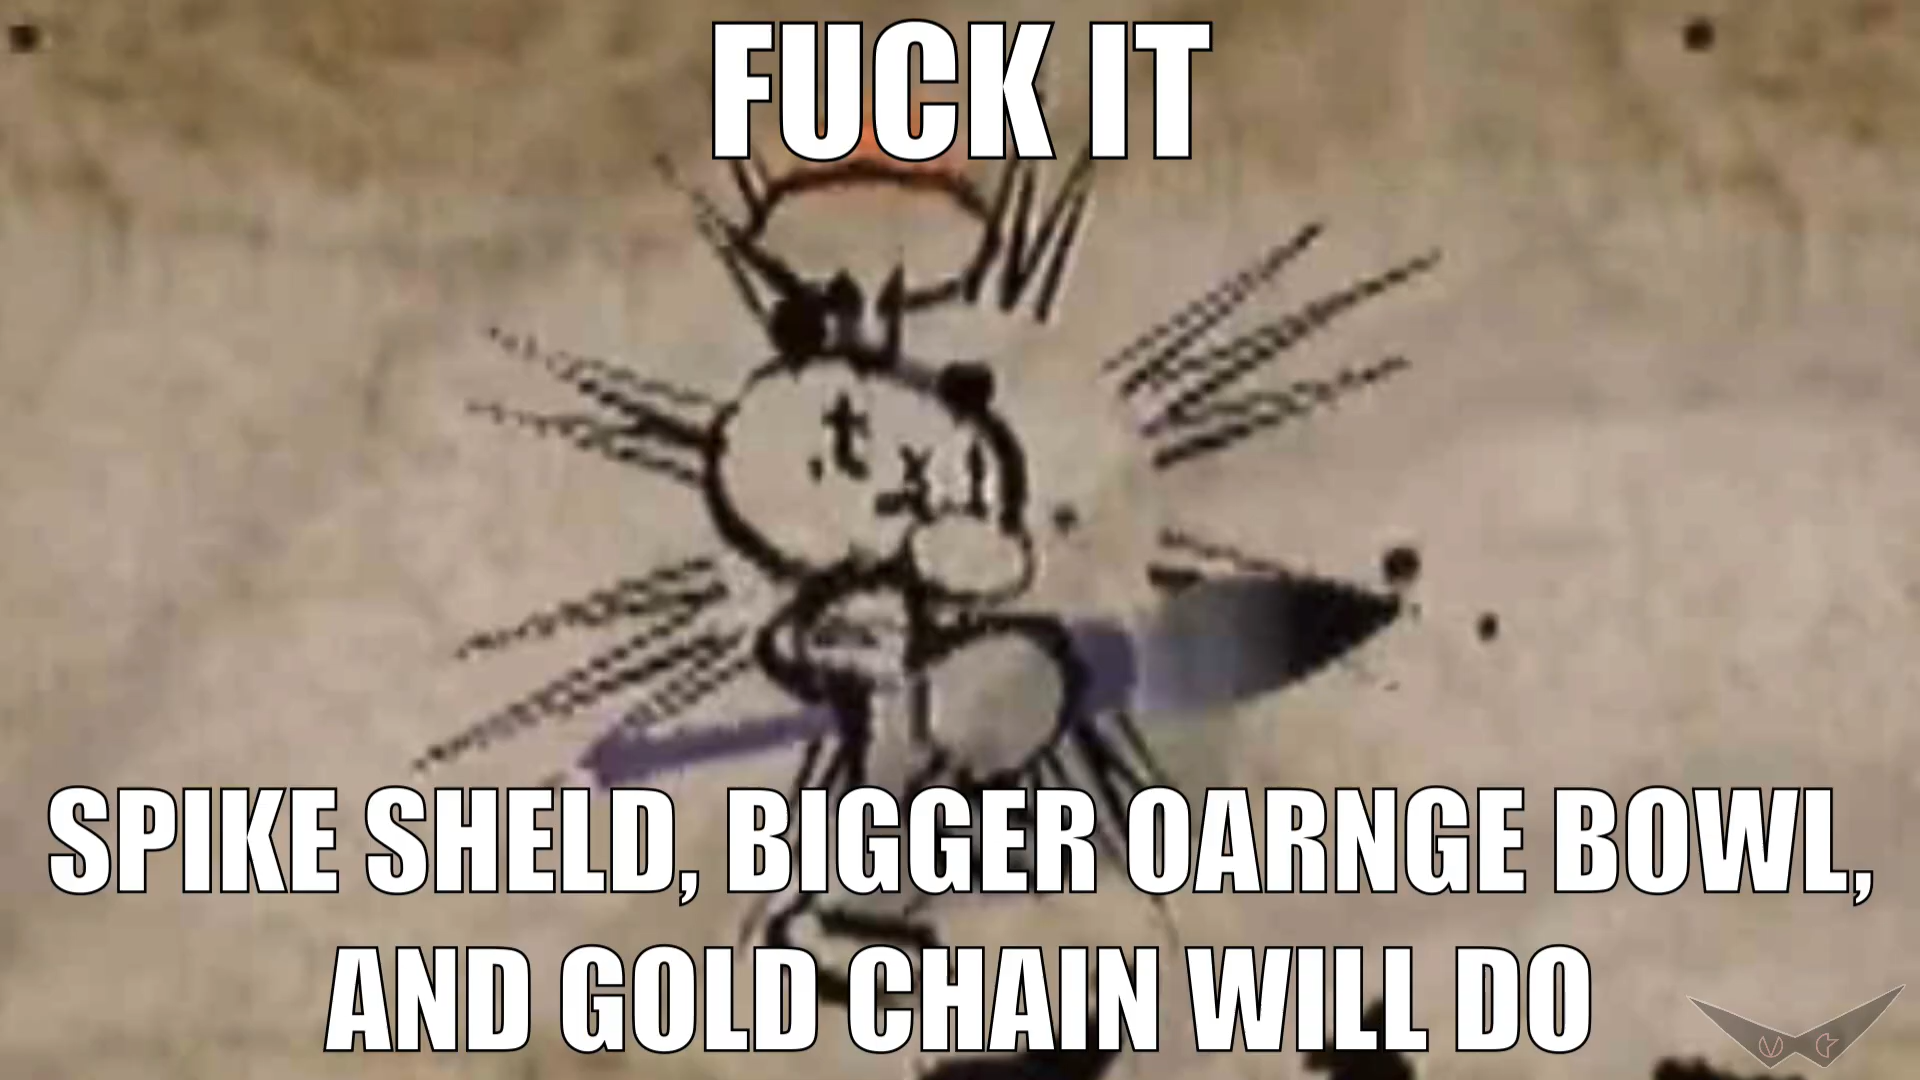 FUCK IT
.t x.t
SPIKE SHELD, BIGGER OARNGE BOWL,
AND GOLD CHAIN WILL DO